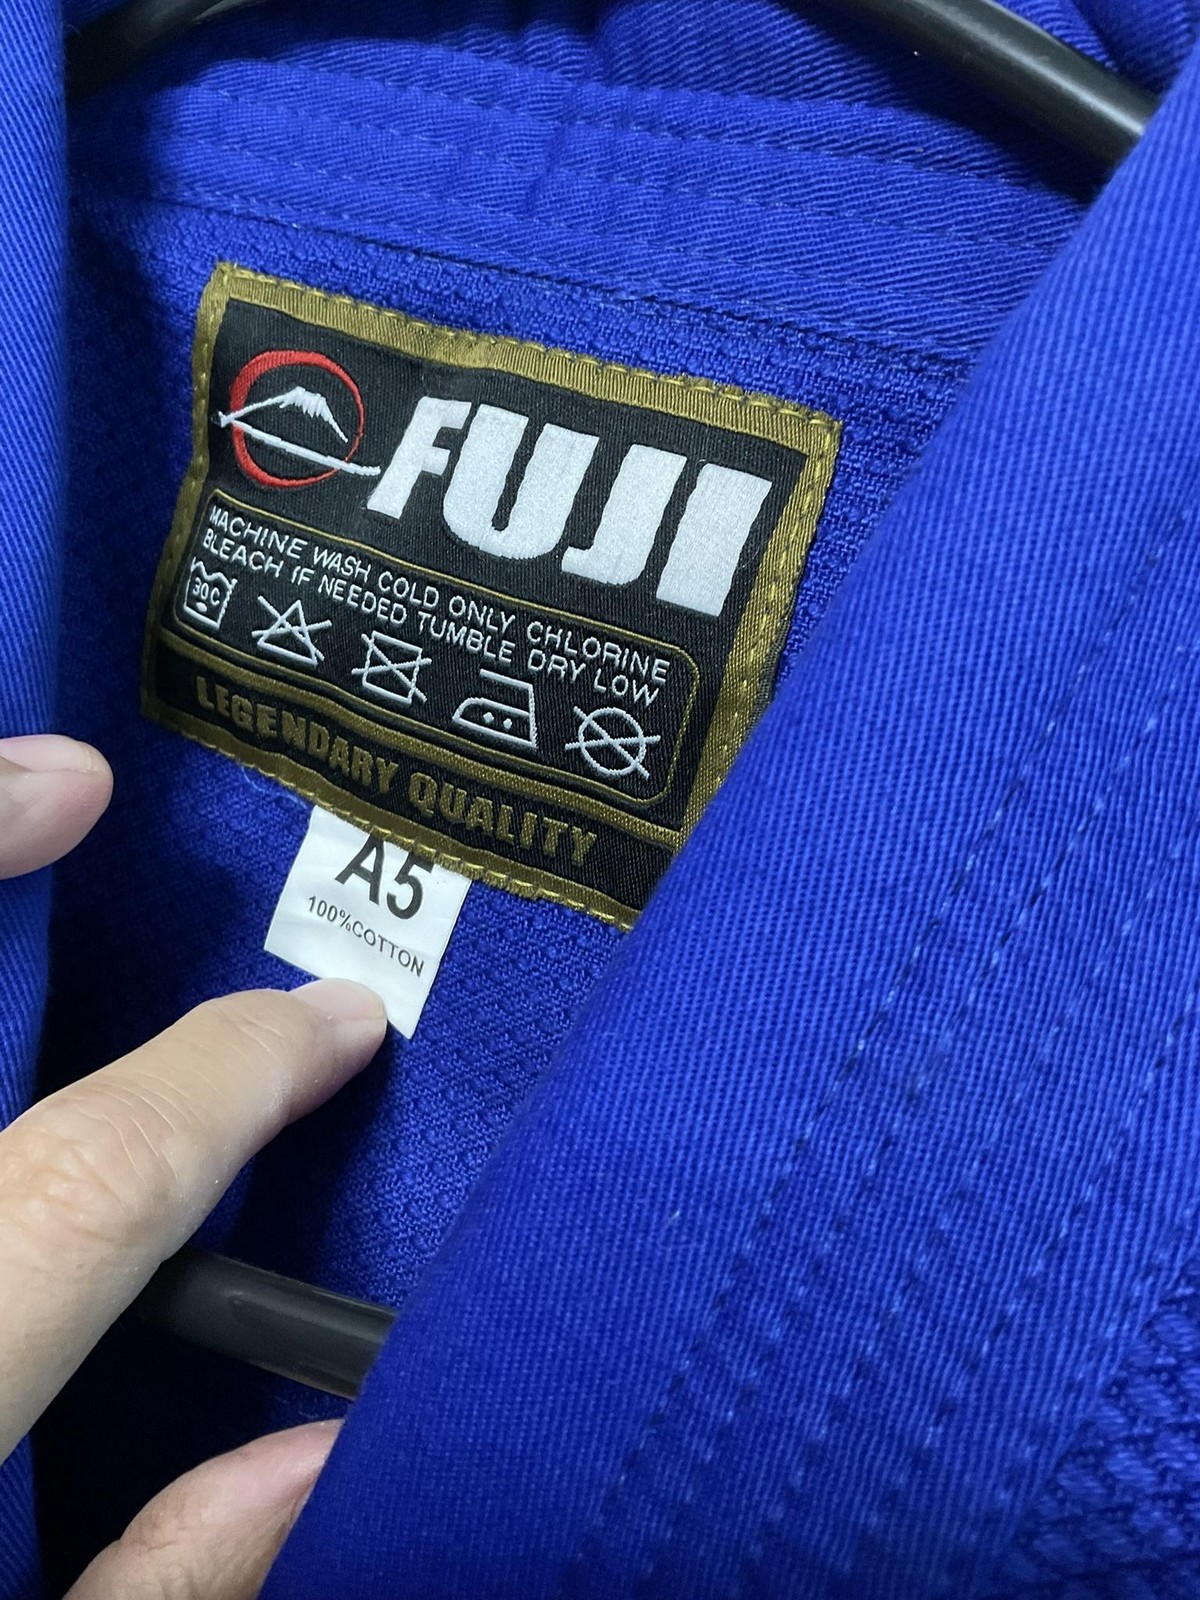 FUJI
MACHINE WASH COLD ONLY CHLORINE
BLEACH IF NEEDED TUMBLE DRY LOW
30C
LEGENDARY QUALITY
A5
100%COTTON